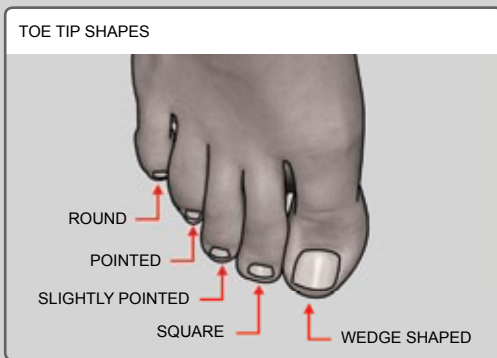 TOE TIP SHAPES
ROUND
POINTED
SLIGHTLY POINTED
SQUARE
WEDGE SHAPED